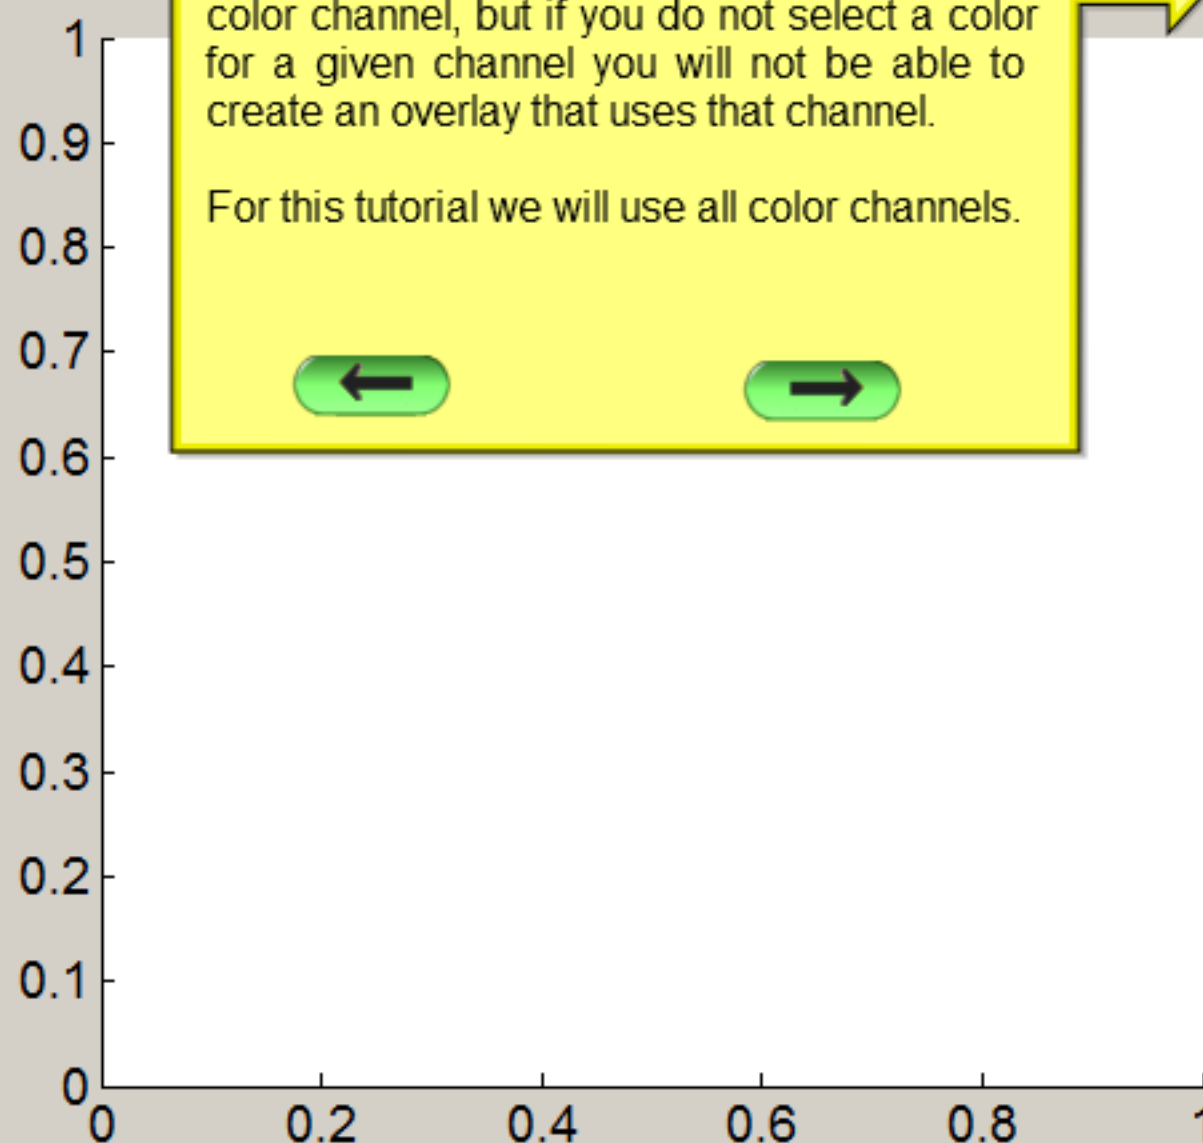 color channel, but if you do not select a color
for a given channel you will not be able to
create an overlay that uses that channel.
For this tutorial we will use all color channels.
1
0.9
0.8
0.7
0.6
0.5
0.4
0.3
0.2
0.1
0
0 0.2 0.4 0.6 0.8